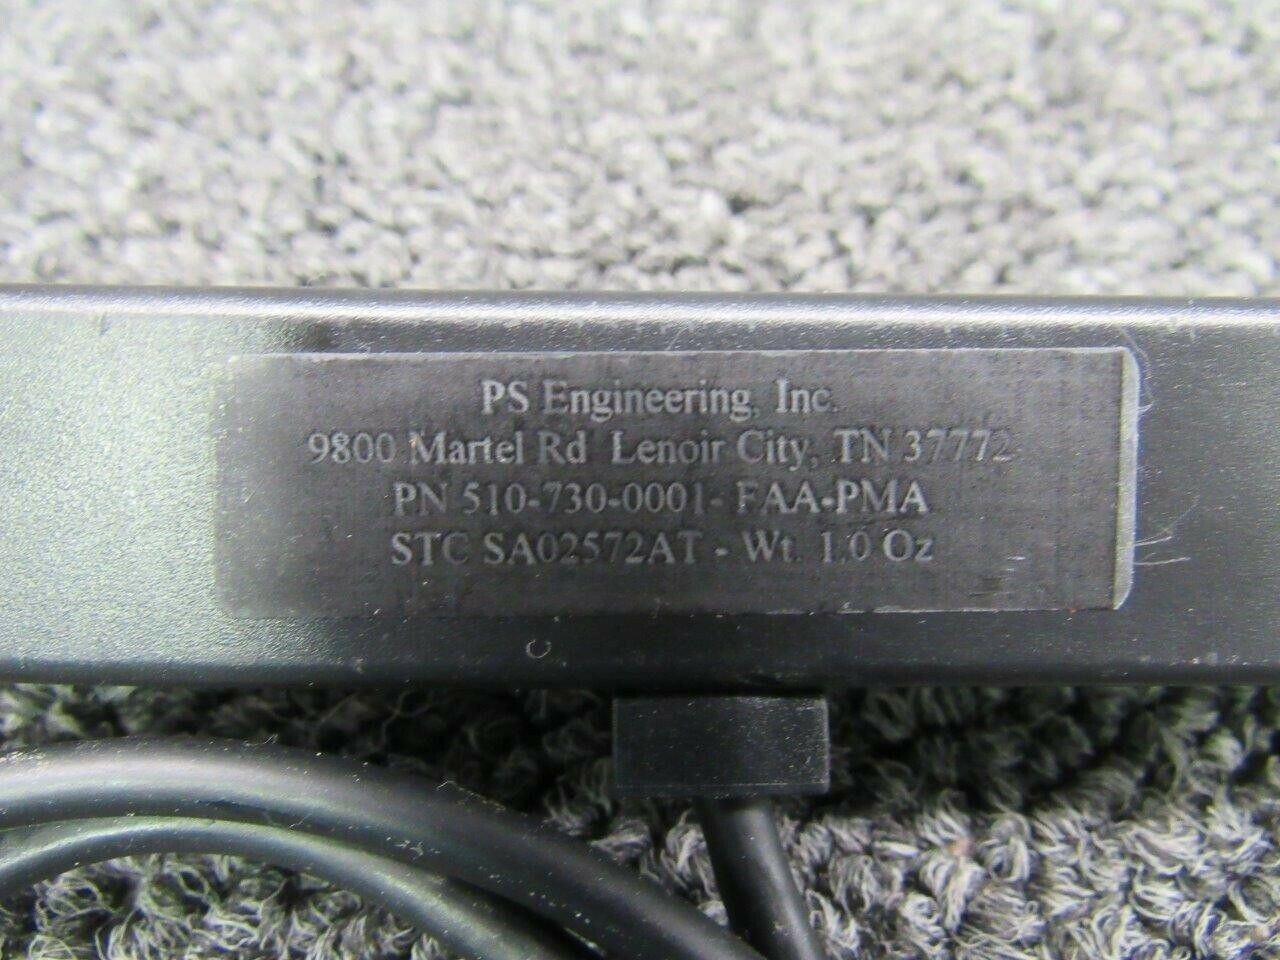 PS Engineering, Inc.
9800 Martel Rd Lenoir City, TN 37772
PN 510-730-0001- FAA-PMA
STC SA02572AT - Wt. 1.0 Oz